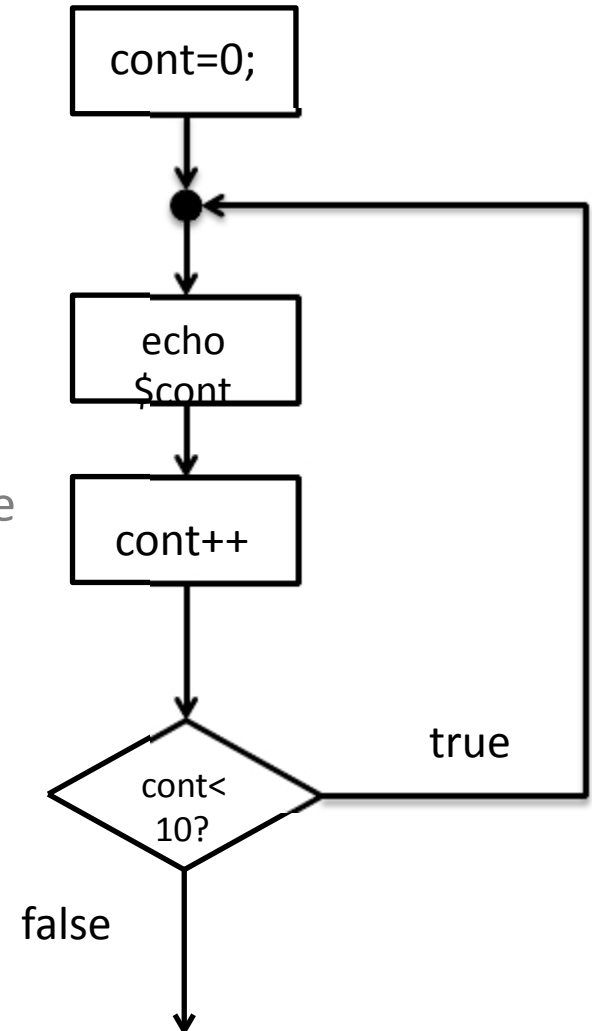 cont=0;
echo
$cont
e
cont++
true
cont<
10?
false